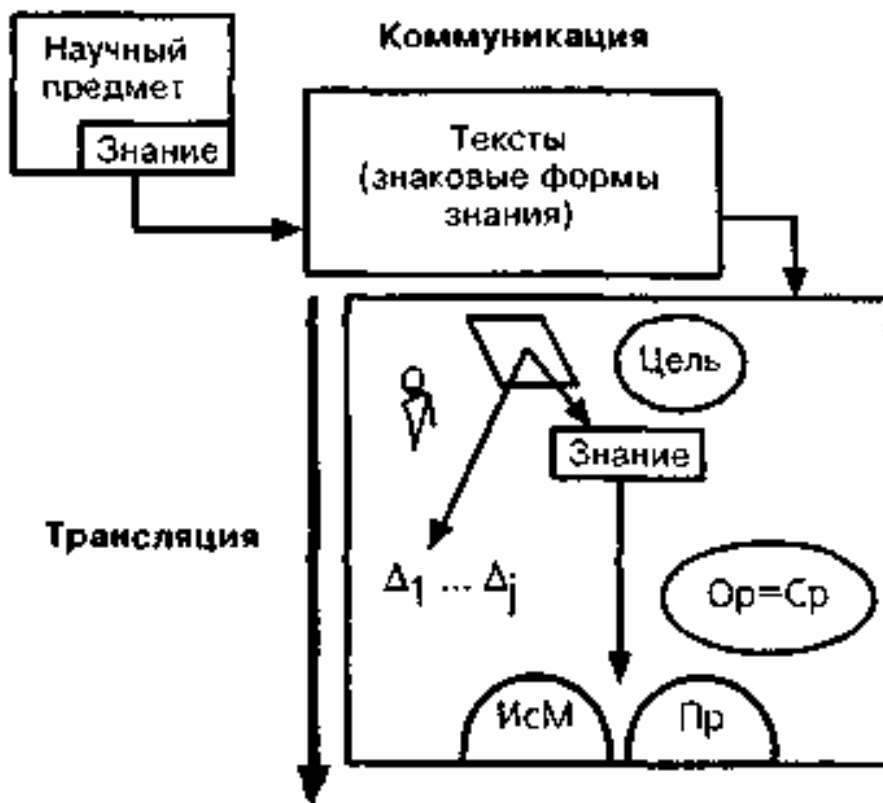 Научный
предмет
Знание
Коммуникация
Тексты
(знаковые формы
знания)
Цель
Знание
Трансляция
Δ1 ... Δj
Ор=Ср
ИсМ
Пр